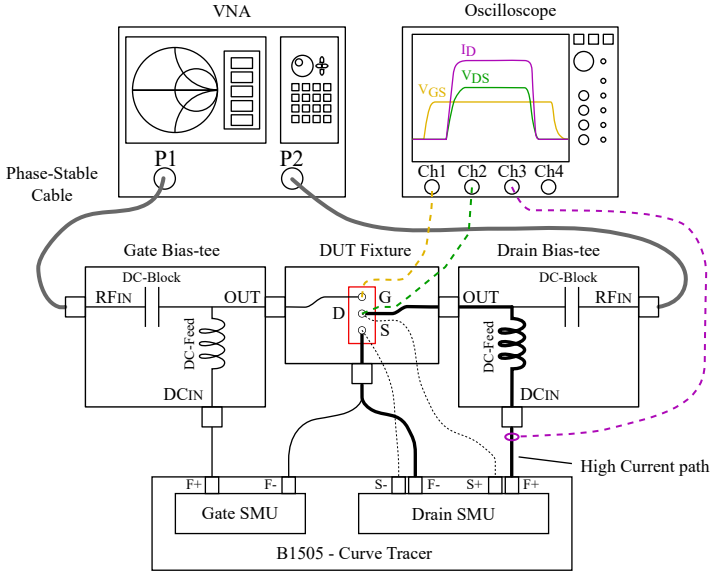 VNA
Oscilloscope
ID
VDS
VGS
P1
P2
Ch1 Ch2 Ch3 Ch4
Phase-Stable
Cable
Gate Bias-tee
DUT Fixture
Drain Bias-tee
DC-Block
DC-Block
RFIN
OUT
G
D
S
OUT
RFIN
DC-Feed
DC-Feed
DCIN
DCIN
High Current path
F+
F-
S-
F-
S+
F+
Gate SMU
Drain SMU
B1505 - Curve Tracer